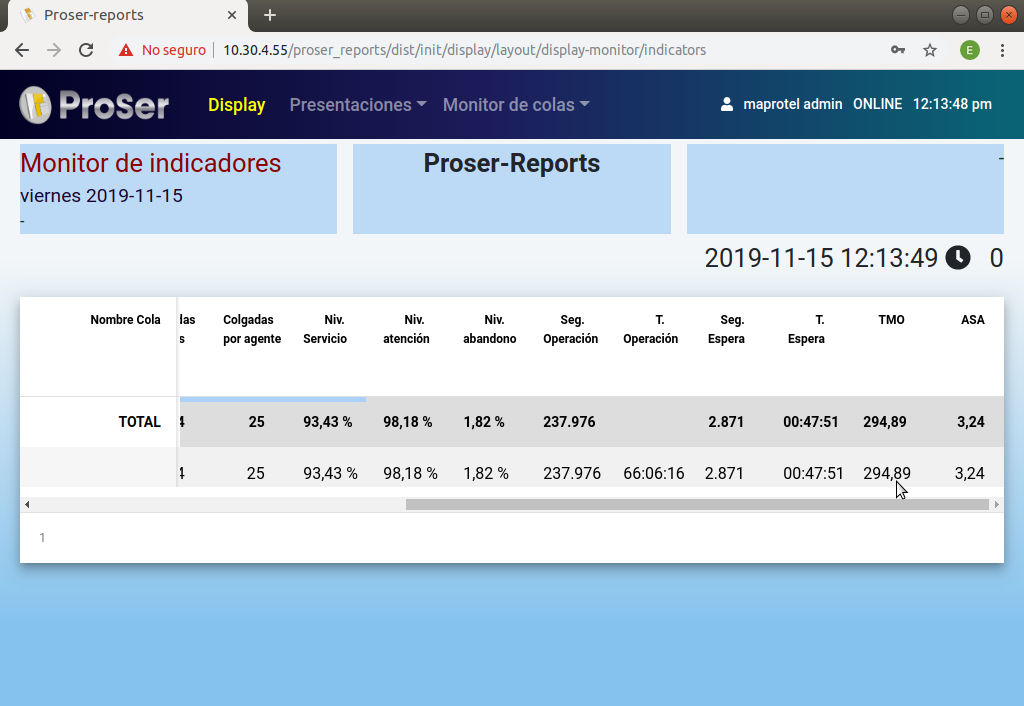 Proser-reports
No seguro
10.30.4.55/proser_reports/dist/init/display/layout/display-monitor/indicators
E
ProSer
Display Presentaciones Monitor de colas
maprotel admin ONLINE 12:13:48 pm
Monitor de indicadores
viernes 2019-11-15
-
Proser-Reports
-
2019-11-15 12:13:49 0
Nombre Cola Colgadas Niv. Niv. Niv. Seg. T. Seg. T. TMO ASA
por agente Servicio atención abandono Operación Operación Espera Espera
TOTAL 25 93,43 % 98,18 % 1,82 % 237.976 2.871 00:47:51 294,89 3,24
25 93,43 % 98,18 % 1,82 % 237.976 66:06:16 2.871 00:47:51 294,89 3,24
1